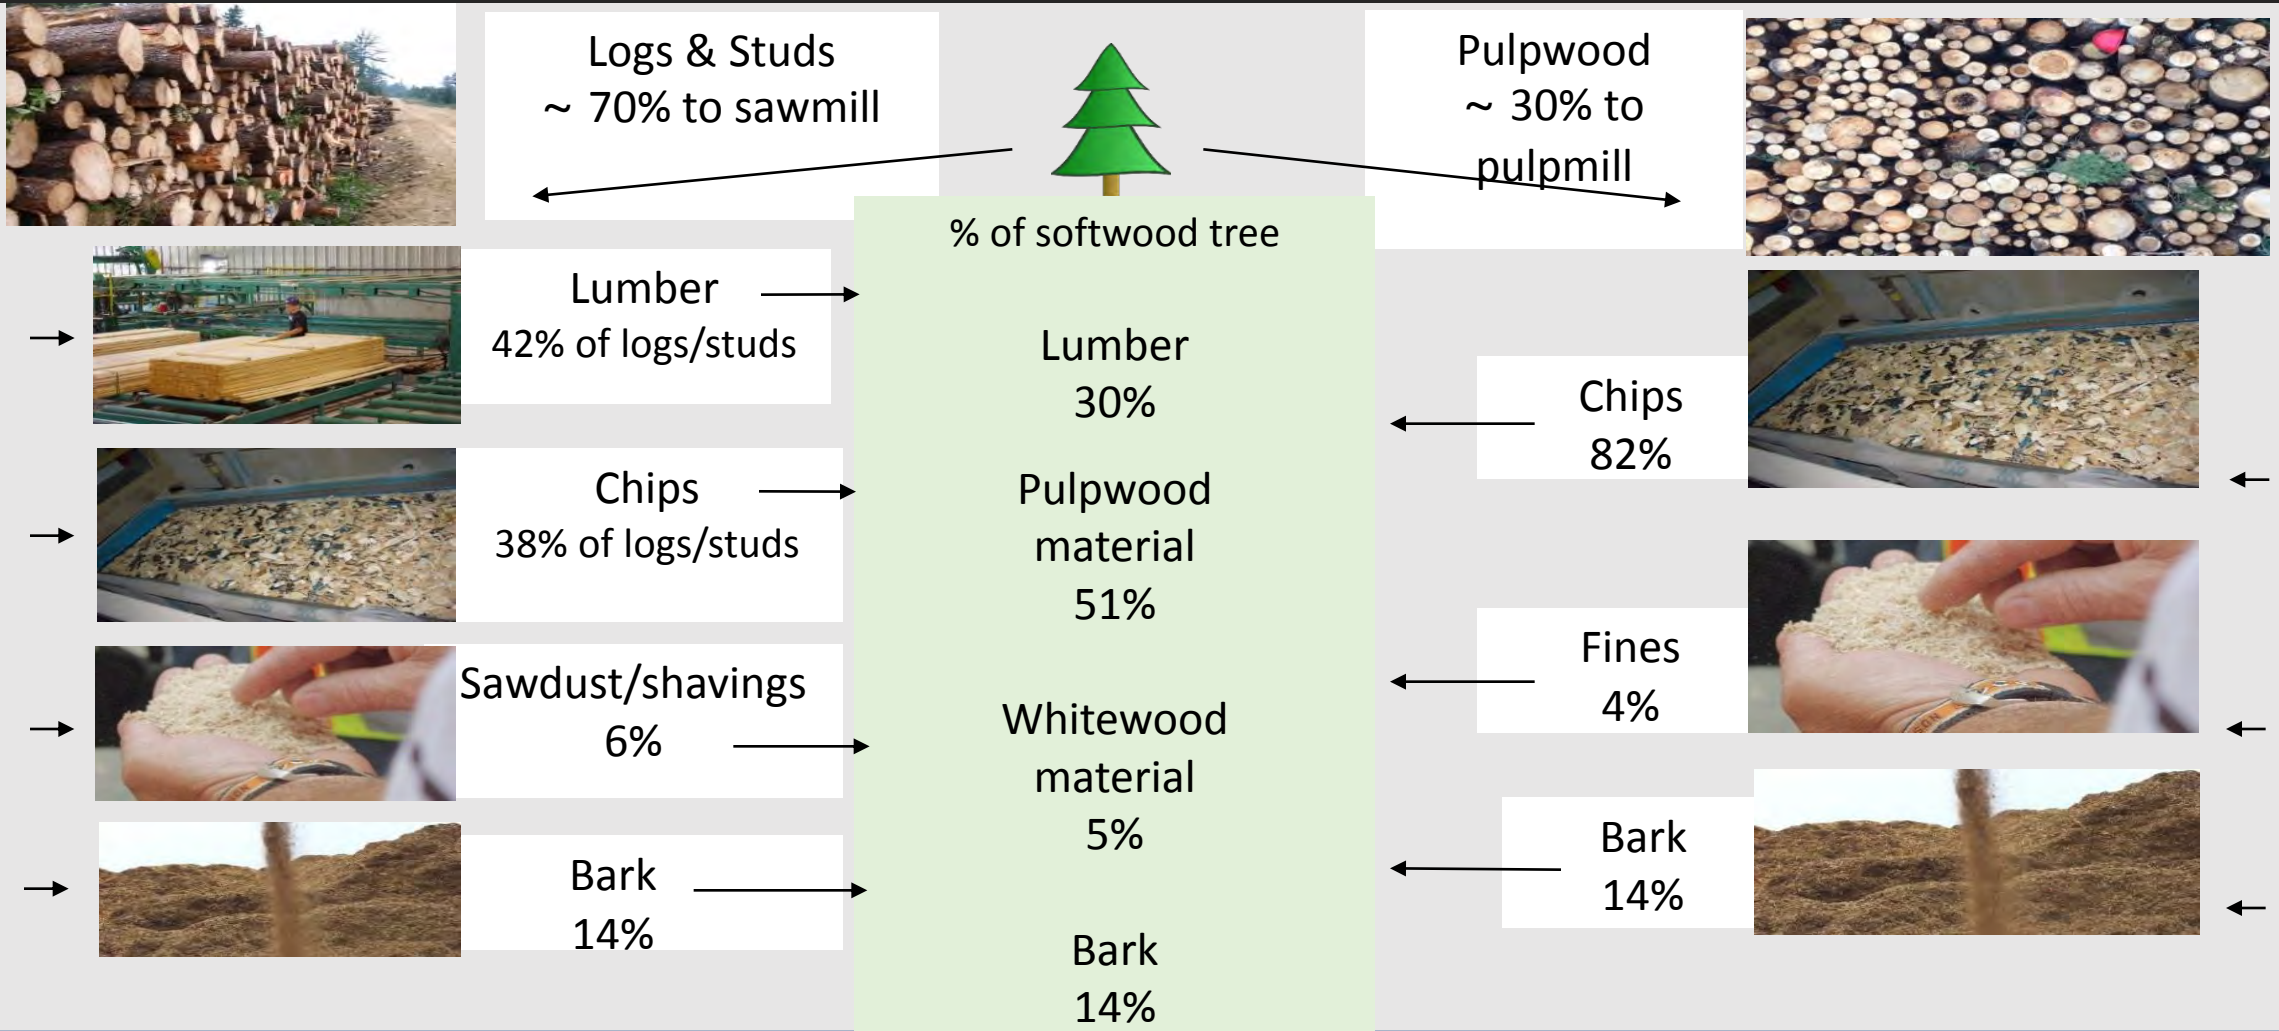 Logs & Studs
~ 70% to sawmill
Pulpwood
~ 30% to
pulpmill
% of softwood tree
Lumber
42% of logs/studs
Chips
38% of logs/studs
Sawdust/shavings
6%
Bark
14%
Lumber
30%
Pulpwood
material
51%
Whitewood
material
5%
Bark
14%
Chips
82%
Fines
4%
Bark
14%